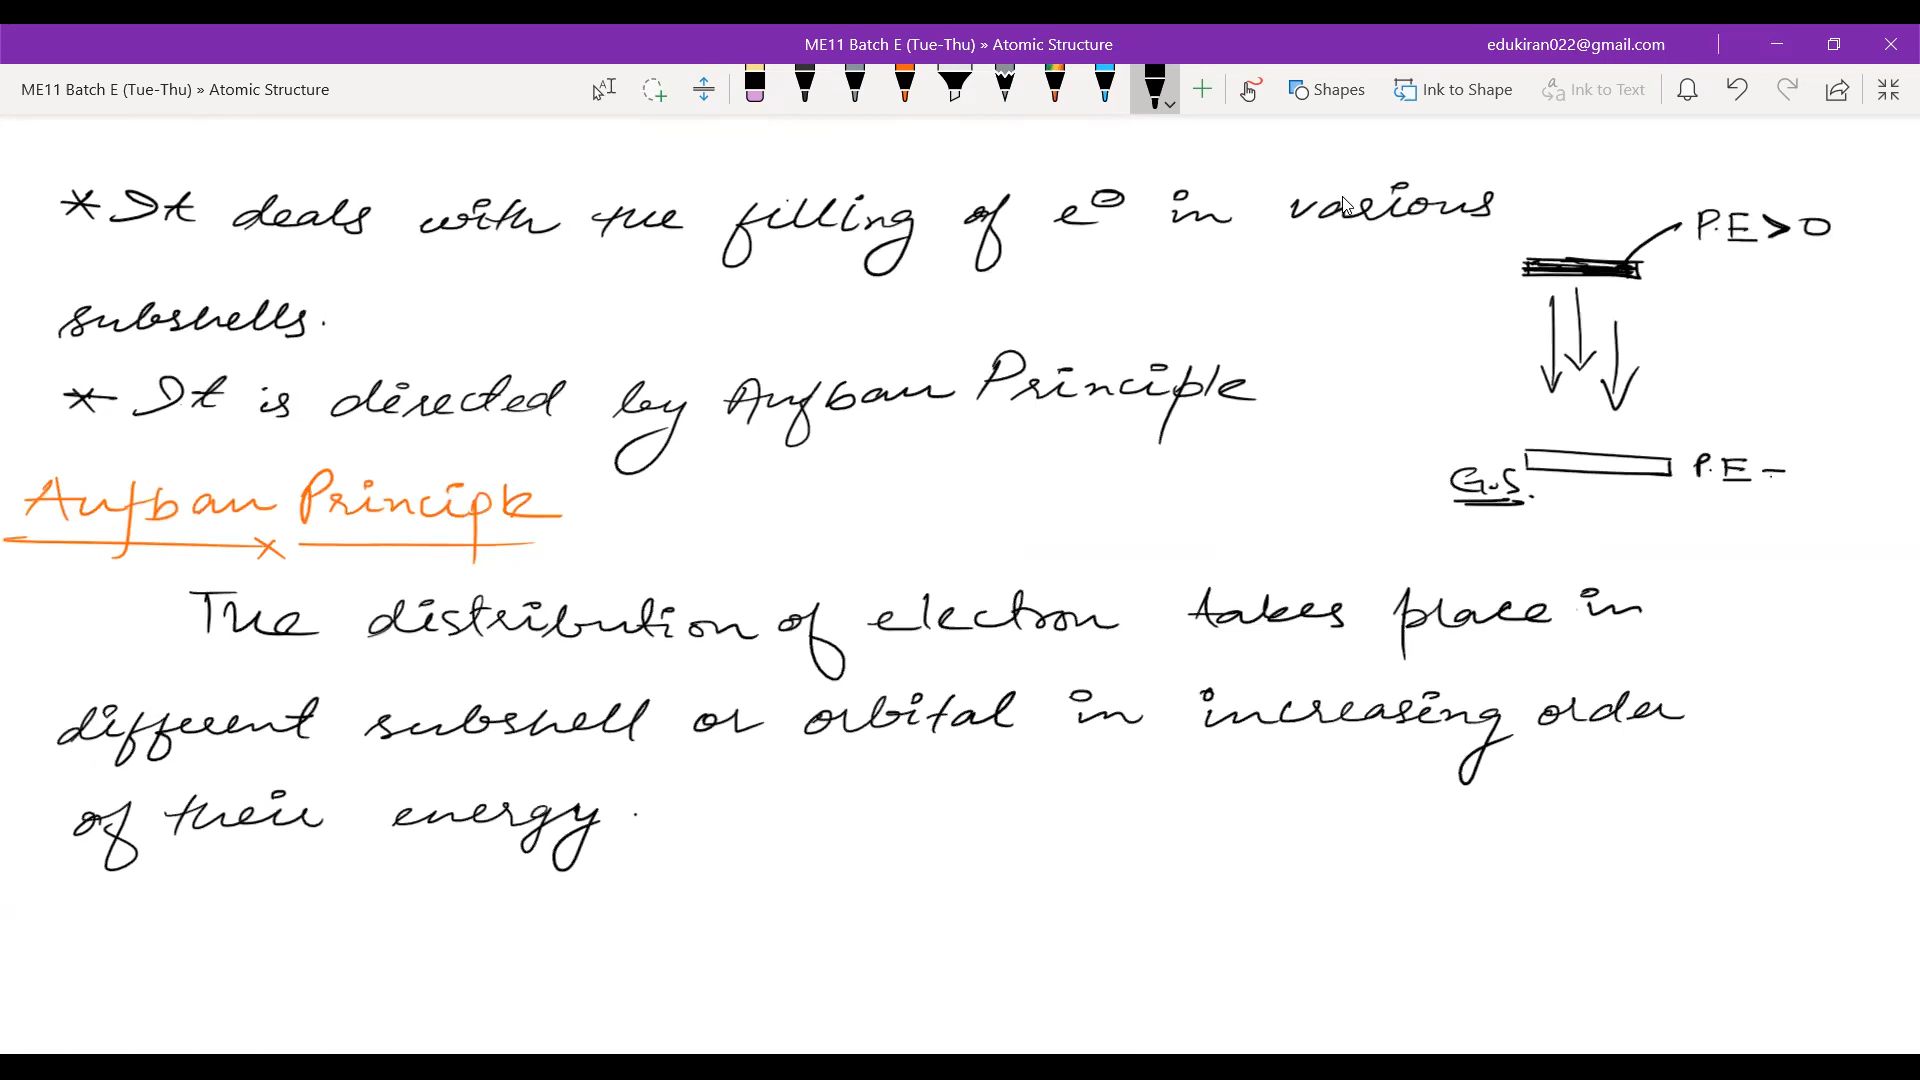 ME11 Batch E (Tue-Thu) » Atomic Structure
edukiran022@gmail.com
ME11 Batch E (Tue-Thu) » Atomic Structure
Shapes
Ink to Shape
Ink to Text
* It deals with the filling of e⊖ in various
subshells.
P.E > 0
* It is directed by Aufbau Principle
G.S.
P.E -
Aufbau Principle
The distribution of electron takes place in
different subshell or orbital in increasing order
of their energy.